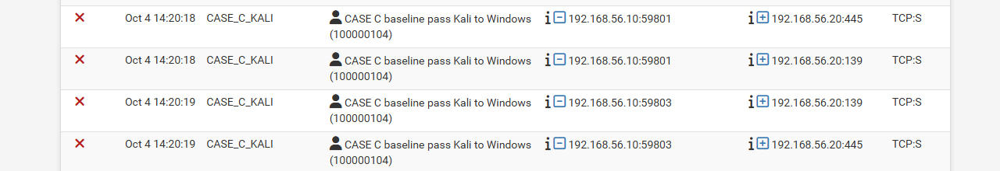 Oct 4 14:20:18 CASE_C_KALI CASE C baseline pass Kali to Windows 192.168.56.10:59801 192.168.56.20:445 TCP:S
(100000104)
Oct 4 14:20:18 CASE_C_KALI CASE C baseline pass Kali to Windows 192.168.56.10:59801 192.168.56.20:139 TCP:S
(100000104)
Oct 4 14:20:19 CASE_C_KALI CASE C baseline pass Kali to Windows 192.168.56.10:59803 192.168.56.20:139 TCP:S
(100000104)
Oct 4 14:20:19 CASE_C_KALI CASE C baseline pass Kali to Windows 192.168.56.10:59803 192.168.56.20:445 TCP:S
(100000104)